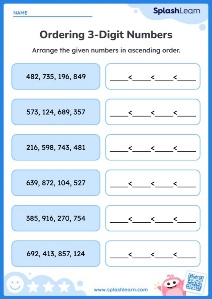 NAME
SplashLearn
Ordering 3-Digit Numbers
Arrange the given numbers in ascending order.
482, 735, 196, 849
____<____<____<____
573, 124, 689, 357
____<____<____<____
216, 598, 743, 481
____<____<____<____
639, 872, 104, 527
____<____<____<____
385, 916, 270, 754
____<____<____<____
692, 413, 857, 124
____<____<____<____
www.splashlearn.com